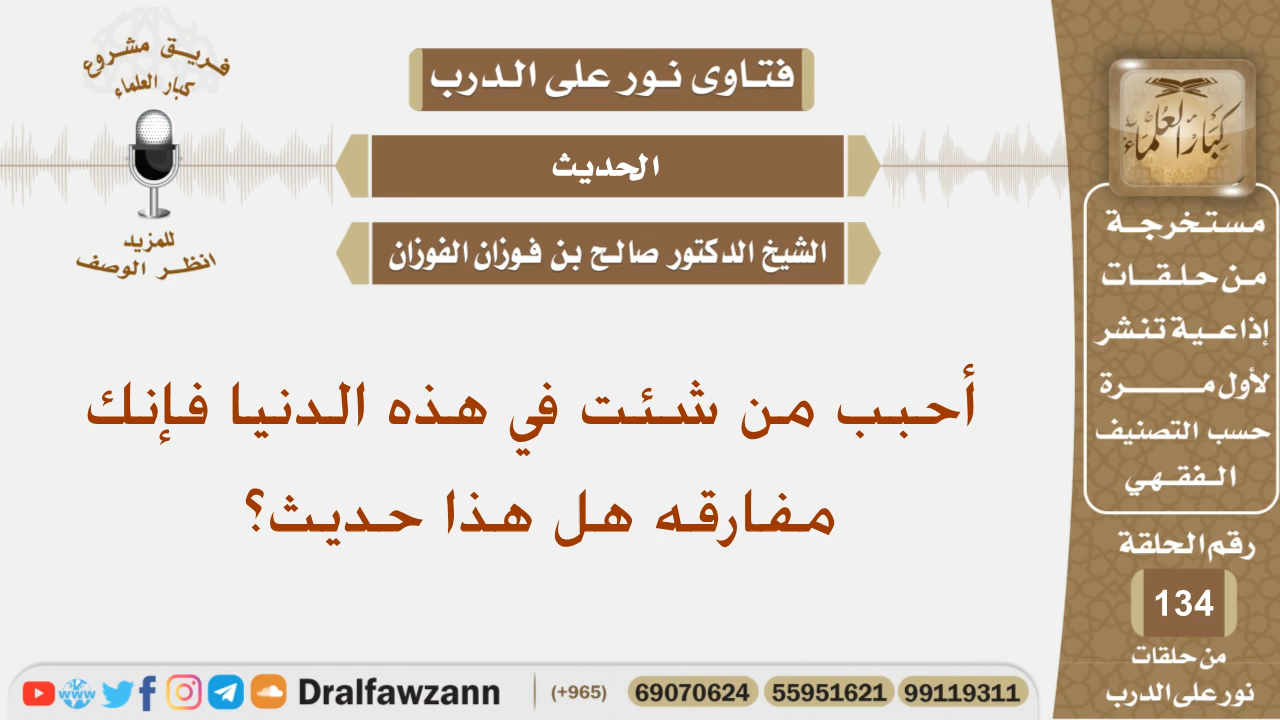 فريق مشروع
كبار العلماء
للمزيد
انظر الوصف
فتاوى نور على الدرب
الحديث
الشيخ الدكتور صالح بن فوزان الفوزان
أحبب من شئت في هذه الدنيا فإنك
مفارقه هل هذا حديث؟
كبار العلماء
مستخرجة
من حلقات
إذاعية تنشر
لأول مرة
حسب التصنيف
الفقهي
رقم الحلقة
134
من حلقات
نور على الدرب
www Dralfawzann (+965) 69070624 55951621 99119311